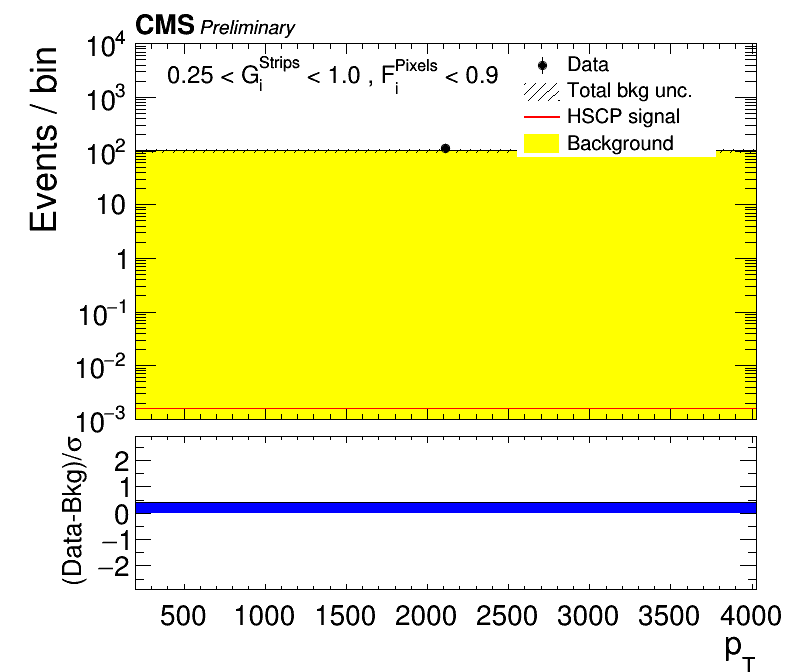 CMS Preliminary
Events / bin
10^4
10^3
10^2
10
1
10^−1
10^−2
10^−3
0.25 < G_i^Strips < 1.0 , F_i^Pixels < 0.9
Data
Total bkg unc.
HSCP signal
Background
(Data-Bkg)/σ
2
1
0
−1
−2
500 1000 1500 2000 2500 3000 3500 4000
p_T